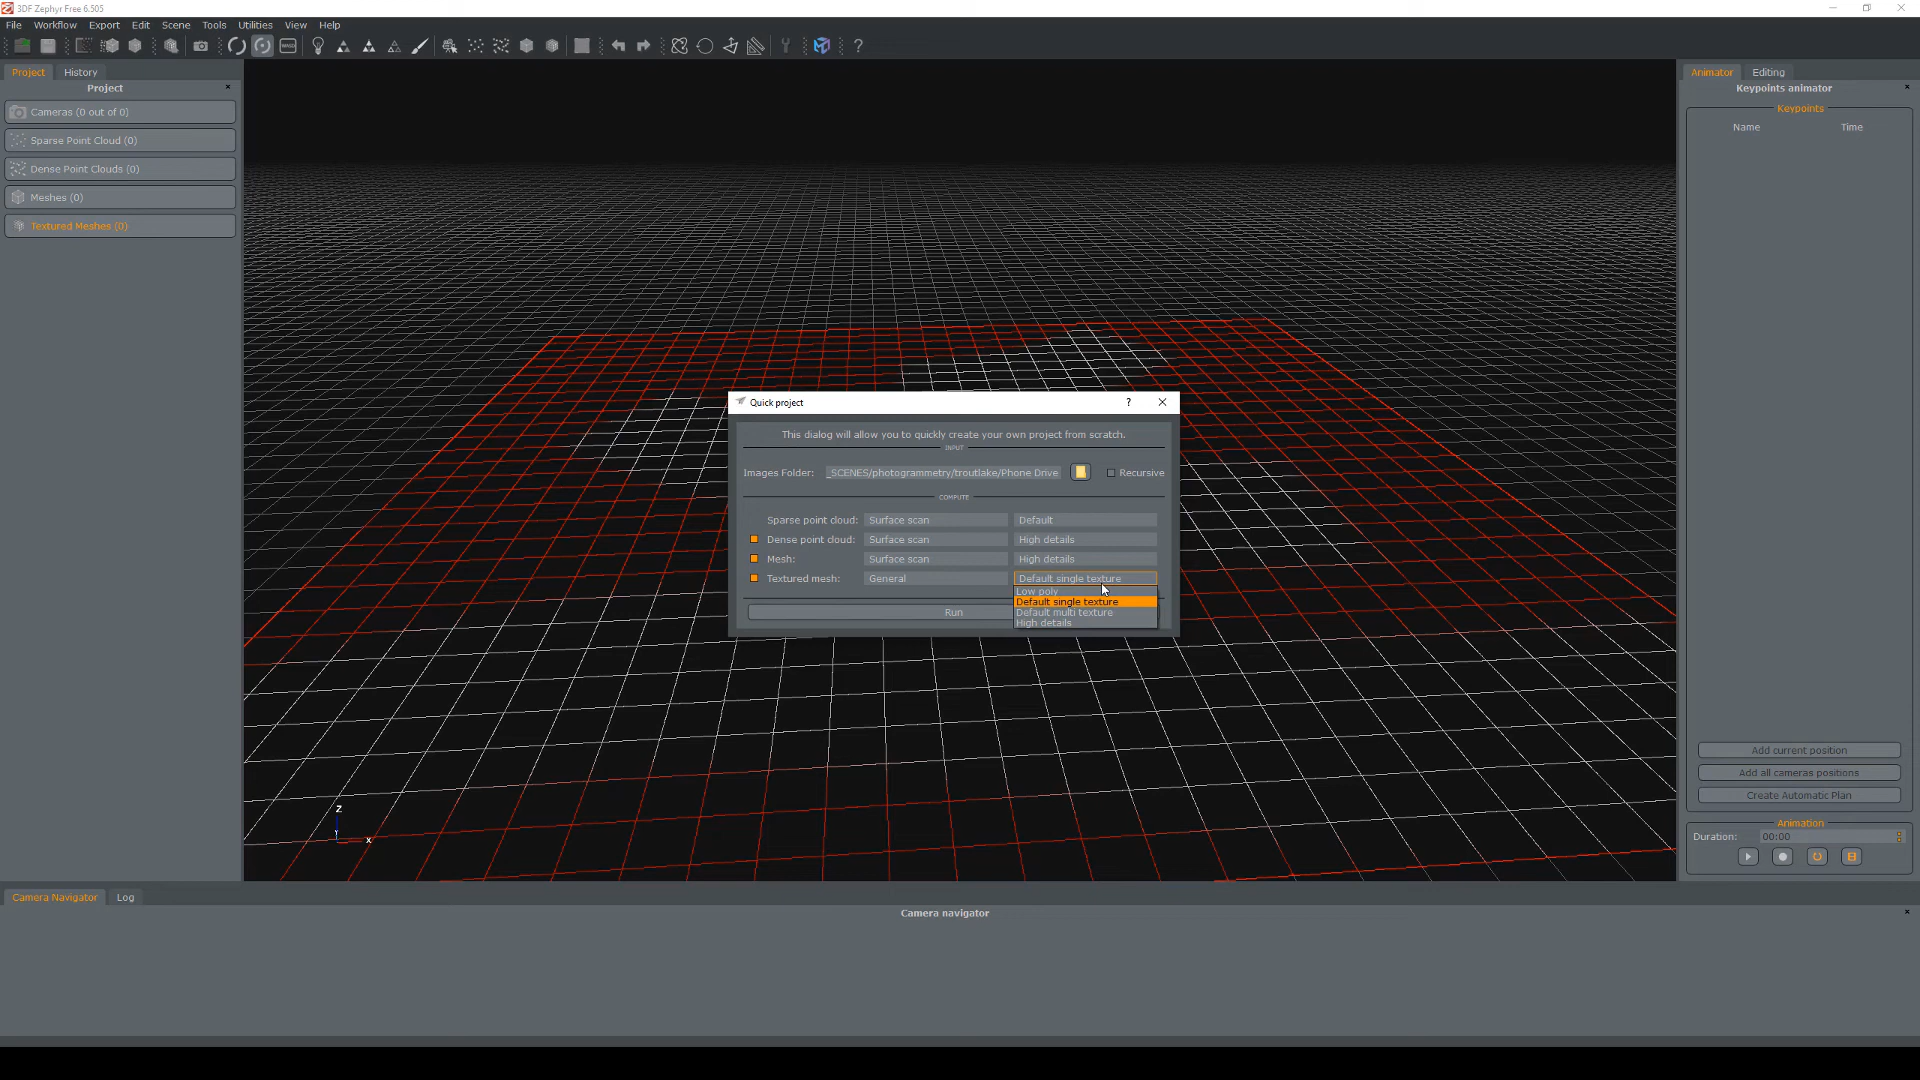 3DF Zephyr Free 6.505
File Workflow Export Edit Scene Tools Utilities View Help
Project History
Project
Cameras (0 out of 0)
Sparse Point Cloud (0)
Dense Point Clouds (0)
Meshes (0)
Textured Meshes (0)
Quick project
This dialog will allow you to quickly create your own project from scratch.
INPUT
Images Folder: _SCENES/photogrammetry/troutlake/Phone Drive Recursive
COMPUTE
Sparse point cloud: Surface scan Default
Dense point cloud: Surface scan High details
Mesh: Surface scan High details
Textured mesh: General Default single texture
Low poly
Default single texture
Default multi texture
High details
Run
Z
Y
X
Animator Editing
Keypoints animator
Keypoints
Name Time
Add current position
Add all cameras positions
Create Automatic Plan
Animation
Duration: 00:00
Camera Navigator Log
Camera navigator